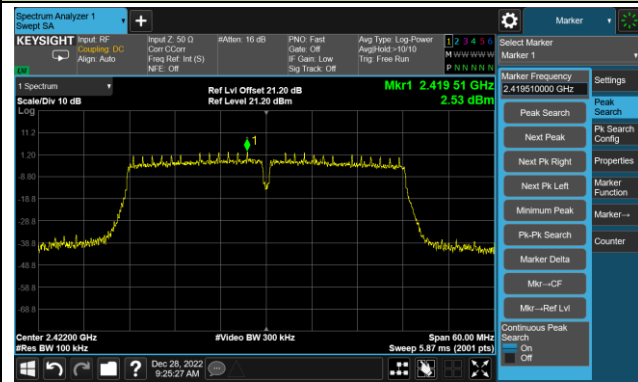 Spectrum Analyzer 1
Swept SA
Marker
KEYSIGHT
Input: RF
Coupling: DC
Align: Auto
Input Z: 50 Ω
Corr CCorr
Freq Ref: Int (S)
NFE: Off
#Atten: 16 dB
PNO: Fast
Gate: Off
IF Gain: Low
Sig Track: Off
Avg Type: Log-Power
Avg|Hold:>10/10
Trig: Free Run
1 2 3 4 5 6
M W W W W W
P N N N N N
Select Marker
Marker 1
LW
1 Spectrum
Scale/Div 10 dB
Log
Ref Lvl Offset 21.20 dB
Ref Level 21.20 dBm
Mkr1 2.419 51 GHz
2.53 dBm
11.2
1.20
-8.80
-18.8
-28.8
-38.8
-48.8
-58.8
-68.8
1
Center 2.42200 GHz
#Res BW 100 kHz
#Video BW 300 kHz
Span 60.00 MHz
Sweep 5.87 ms (2001 pts)
Marker Frequency
2.419510000 GHz
Peak Search
Next Peak
Next Pk Right
Next Pk Left
Minimum Peak
Pk-Pk Search
Marker Delta
Mkr→CF
Mkr→Ref Lvl
Continuous Peak
Search
On
Off
Settings
Peak
Search
Pk Search
Config
Properties
Marker
Function
Marker→
Counter
?
Dec 28, 2022
9:25:27 AM